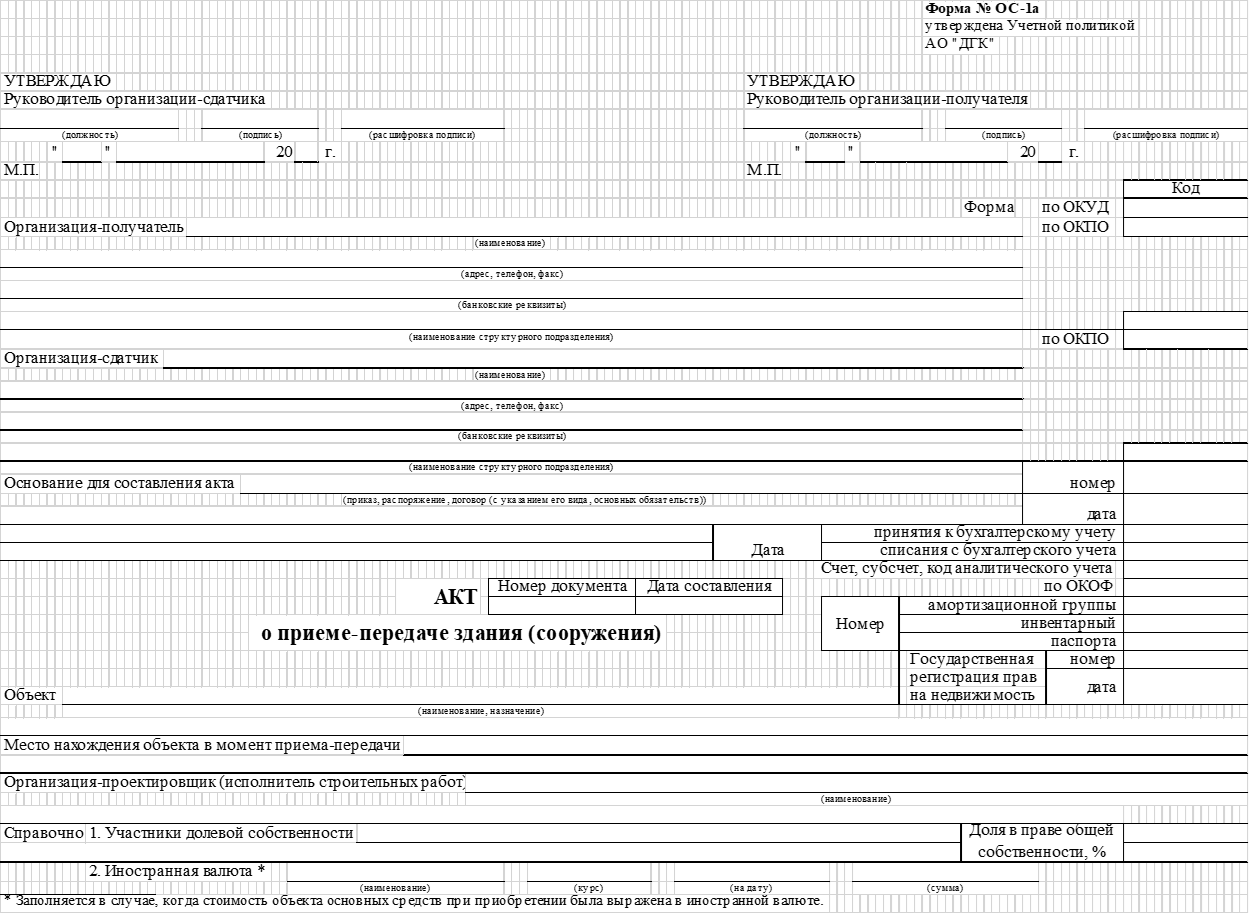 Форма № ОС-1а
утверждена Учетной политикой
АО "ДГК"
УТВЕРЖДАЮ УТВЕРЖДАЮ
Руководитель организации-сдатчика Руководитель организации-получателя
(должность) (подпись) (расшифровка подписи) (должность) (подпись) (расшифровка подписи)
" " 20 г. " " 20 г.
М.П. М.П.
Код
Форма по ОКУД
Организация-получатель по ОКПО
(наименование)
(адрес, телефон, факс)
(банковские реквизиты)
(наименование структурного подразделения) по ОКПО
Организация-сдатчик
(наименование)
(адрес, телефон, факс)
(банковские реквизиты)
(наименование структурного подразделения)
Основание для составления акта номер
(приказ, распоряжение, договор (с указанием его вида, основных обязательств))
дата
принятия к бухгалтерскому учету
Дата списания с бухгалтерского учета
Счет, субсчет, код аналитического учета
Номер документа Дата составления по ОКОФ
АКТ
амортизационной группы
Номер инвентарный
о приеме-передаче здания (сооружения)
паспорта
Государственная номер
регистрация прав
дата
Объект на недвижимость
(наименование, назначение)
Место нахождения объекта в момент приема-передачи
Организация-проектировщик (исполнитель строительных работ)
(наименование)
Справочно 1. Участники долевой собственности Доля в праве общей
собственности, %
2. Иностранная валюта *
(наименование) (курс) (на дату) (сумма)
* Заполняется в случае, когда стоимость объекта основных средств при приобретении была выражена в иностранной валюте.